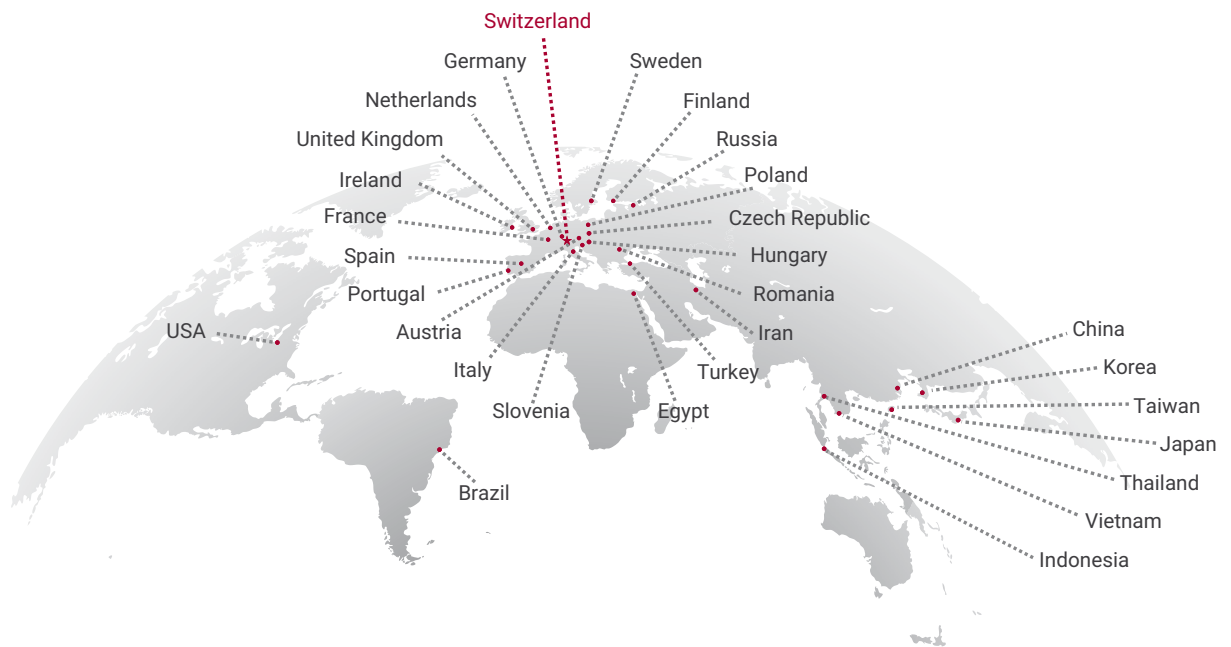 Switzerland
Germany
Sweden
Netherlands
Finland
United Kingdom
Russia
Ireland
Poland
France
Czech Republic
Spain
Hungary
Portugal
Romania
USA
Austria
Iran
China
Italy
Turkey
Korea
Slovenia
Egypt
Taiwan
Japan
Thailand
Brazil
Vietnam
Indonesia